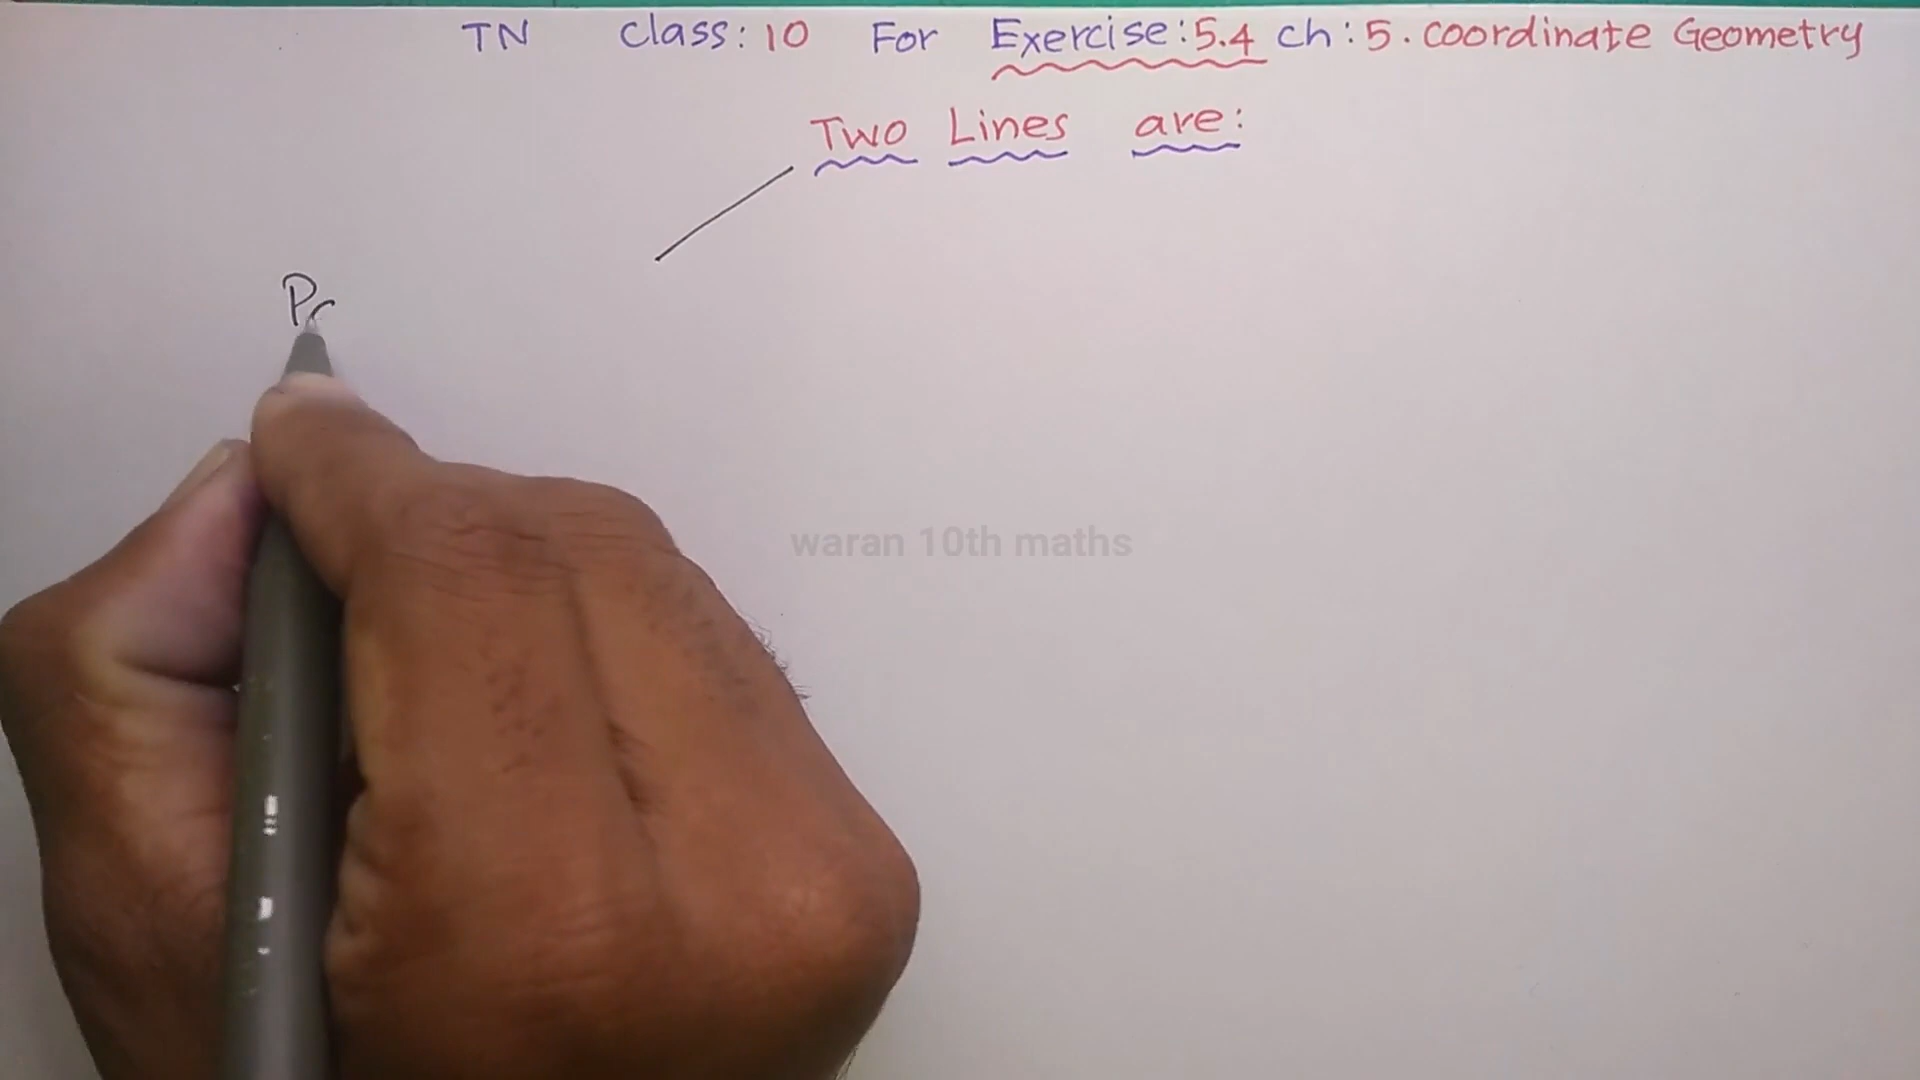 TN Class: 10 For Exercise: 5.4 ch: 5. coordinate Geometry
Two Lines are:
waran 10th maths